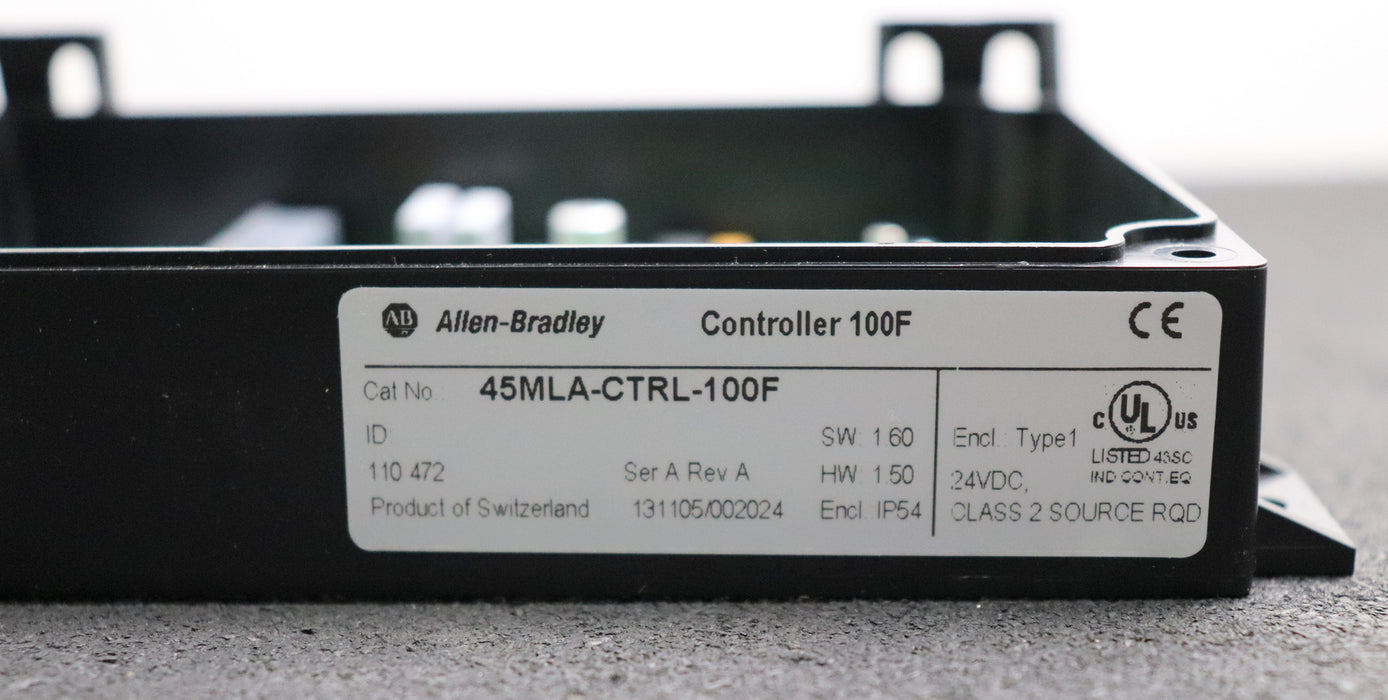 AB Allen-Bradley Controller 100F CE
Cat No.: 45MLA-CTRL-100F
ID:
110 472 Ser A Rev A
Product of Switzerland 131105/002024
SW: 1.60
HW: 1.50
Encl.: IP54
Encl.: Type1
24VDC,
CLASS 2 SOURCE RQD
C UL US
LISTED 43SC
IND.CONT.EQ